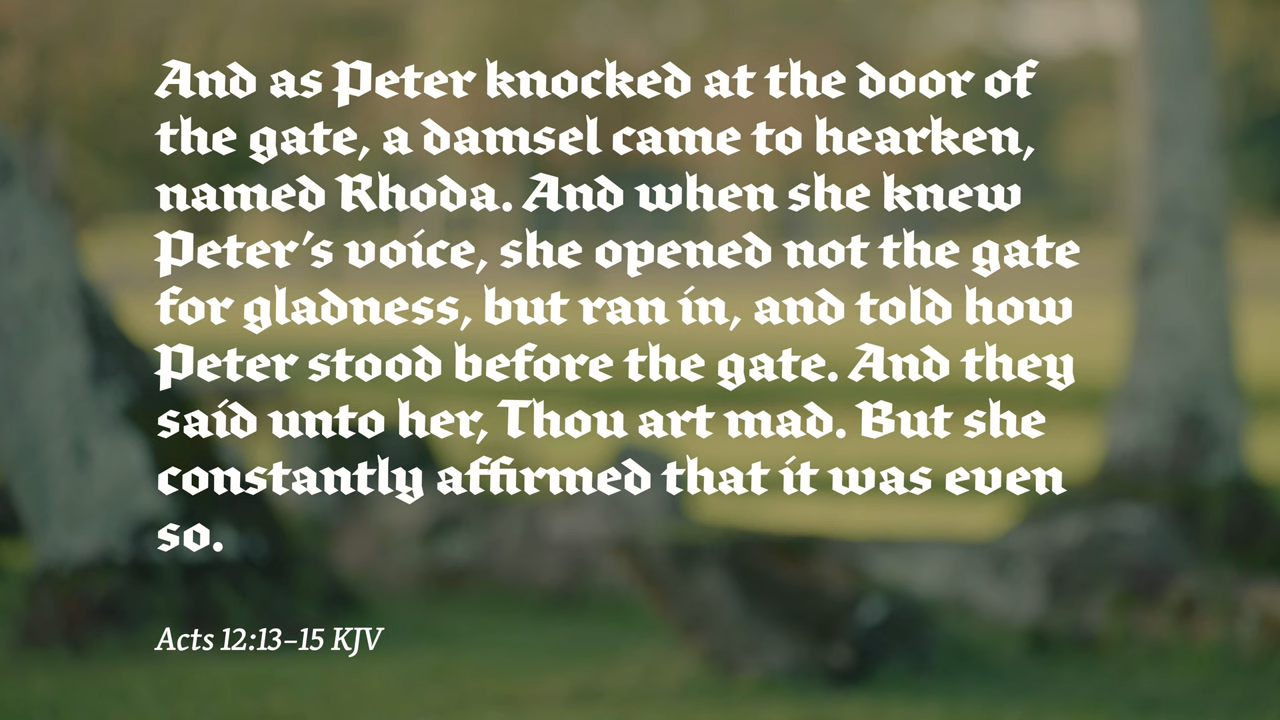 And as Peter knocked at the door of
the gate, a damsel came to hearken,
named Rhoda. And when she knew
Peter’s voice, she opened not the gate
for gladness, but ran in, and told how
Peter stood before the gate. And they
said unto her, Thou art mad. But she
constantly affirmed that it was even
so.
Acts 12:13–15 KJV